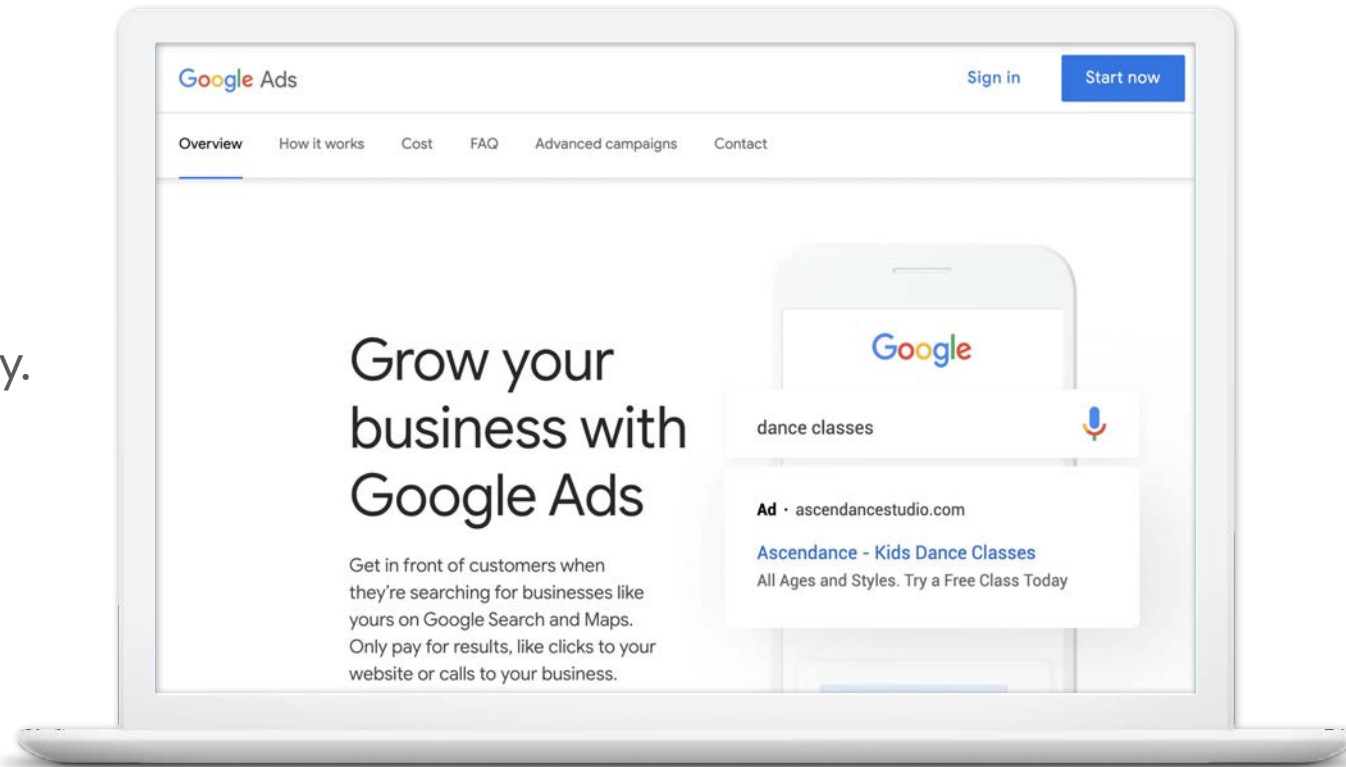 Google Ads
Sign in
Start now
Overview
How it works
Cost
FAQ
Advanced campaigns
Contact
y.
Grow your
business with
Google Ads
Get in front of customers when
they're searching for businesses like
yours on Google Search and Maps.
Only pay for results, like clicks to your
website or calls to your business.
Google
dance classes
Ad · ascendancestudio.com
Ascendance - Kids Dance Classes
All Ages and Styles. Try a Free Class Today